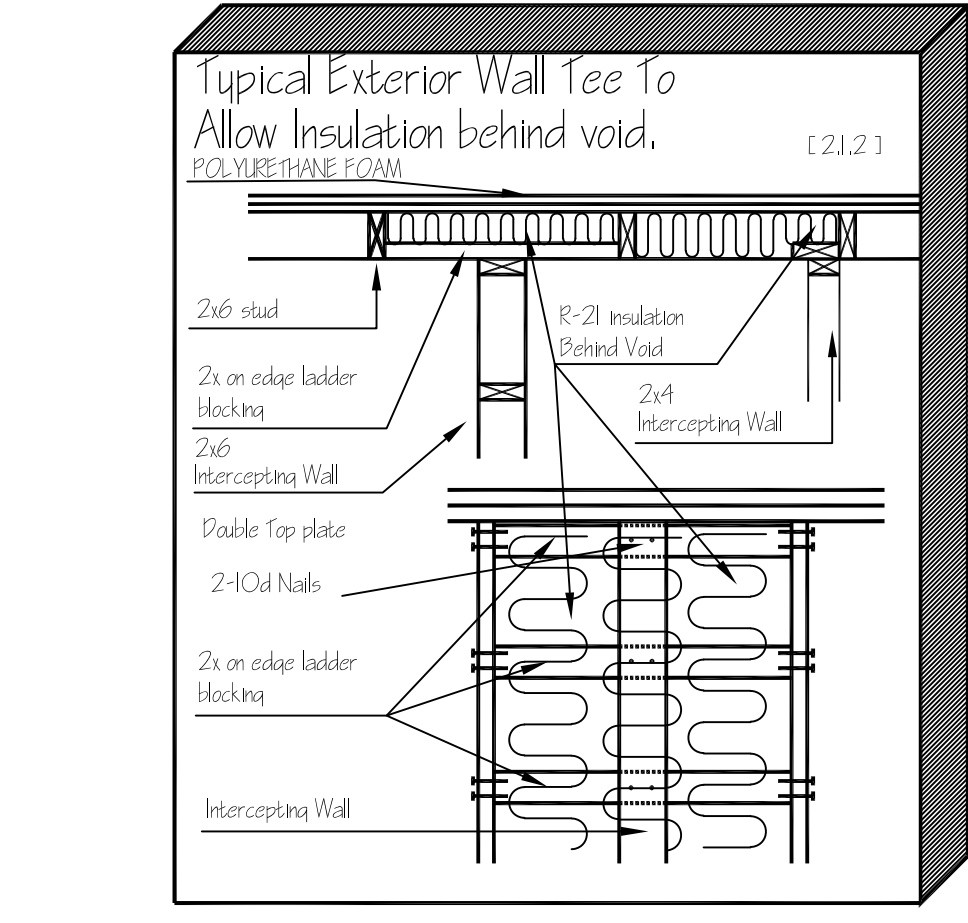 Typical Exterior Wall Tee To
Allow Insulation behind void.
[ 2.1.2 ]
POLYURETHANE FOAM
2x6 stud
R-21 insulation
Behind Void
2x on edge ladder
blocking
2x4
Intercepting Wall
2x6
Intercepting Wall
Double Top plate
2-10d Nails
2x on edge ladder
blocking
Intercepting Wall